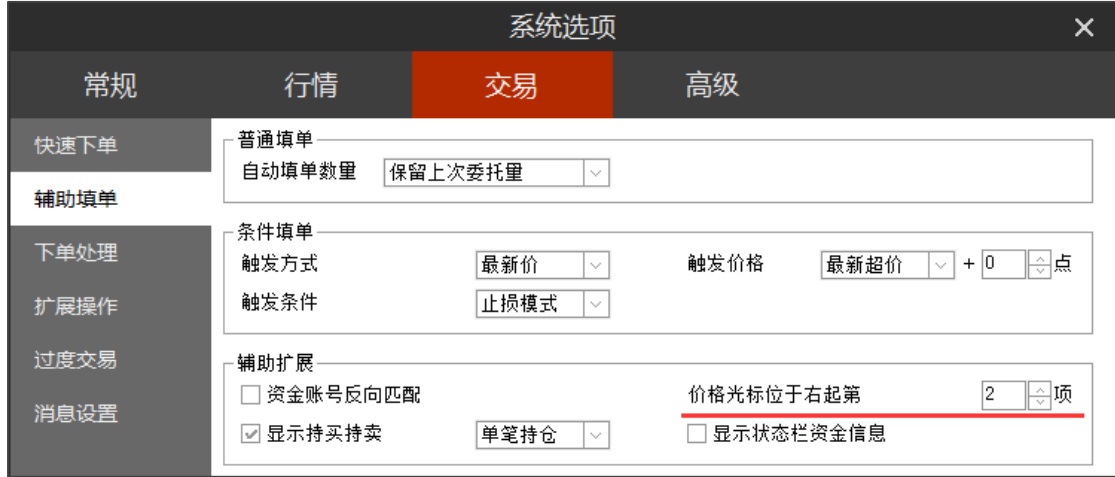 系统选项
常规 行情 交易 高级
快速下单
辅助填单
下单处理
扩展操作
过度交易
消息设置
普通填单
自动填单数量 保留上次委托量
条件填单
触发方式 最新价 触发价格 最新超价 + 0 点
触发条件 止损模式
辅助扩展
资金账号反向匹配 价格光标位于右起第 2 项
显示持买持卖 单笔持仓 显示状态栏资金信息